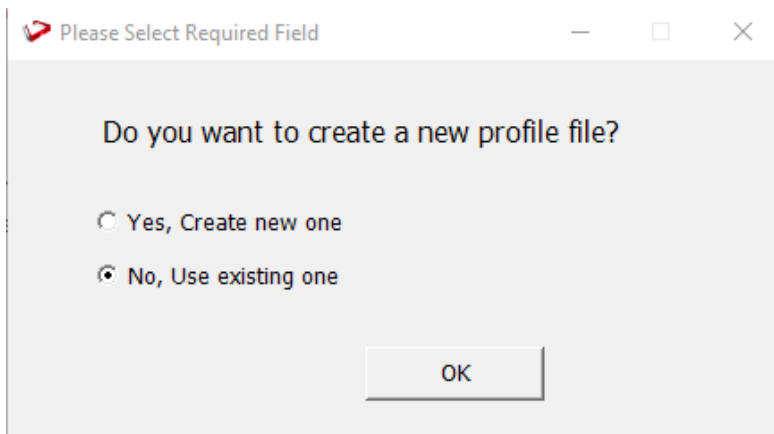 Please Select Required Field
Do you want to create a new profile file?
Yes, Create new one
No, Use existing one
OK